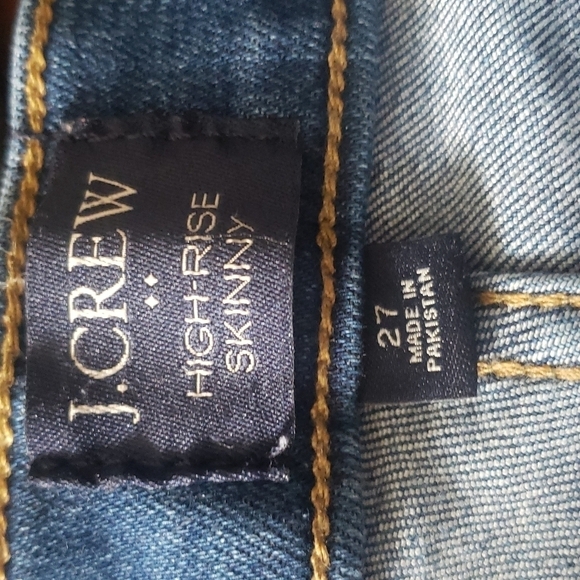 J.CREW
HIGH-RISE
SKINNY
27
MADE IN
PAKISTAN